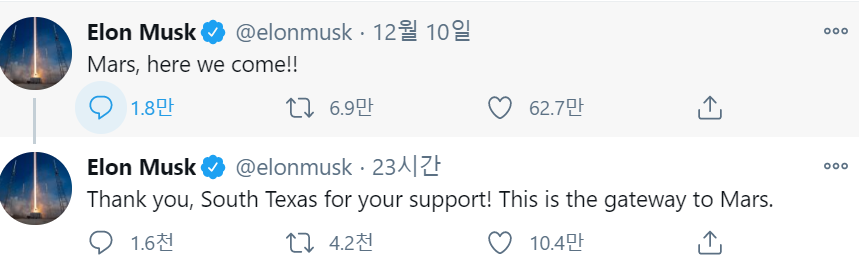 Elon Musk @elonmusk · 12월 10일
Mars, here we come!!
1.8만 6.9만 62.7만
Elon Musk @elonmusk · 23시간
Thank you, South Texas for your support! This is the gateway to Mars.
1.6천 4.2천 10.4만